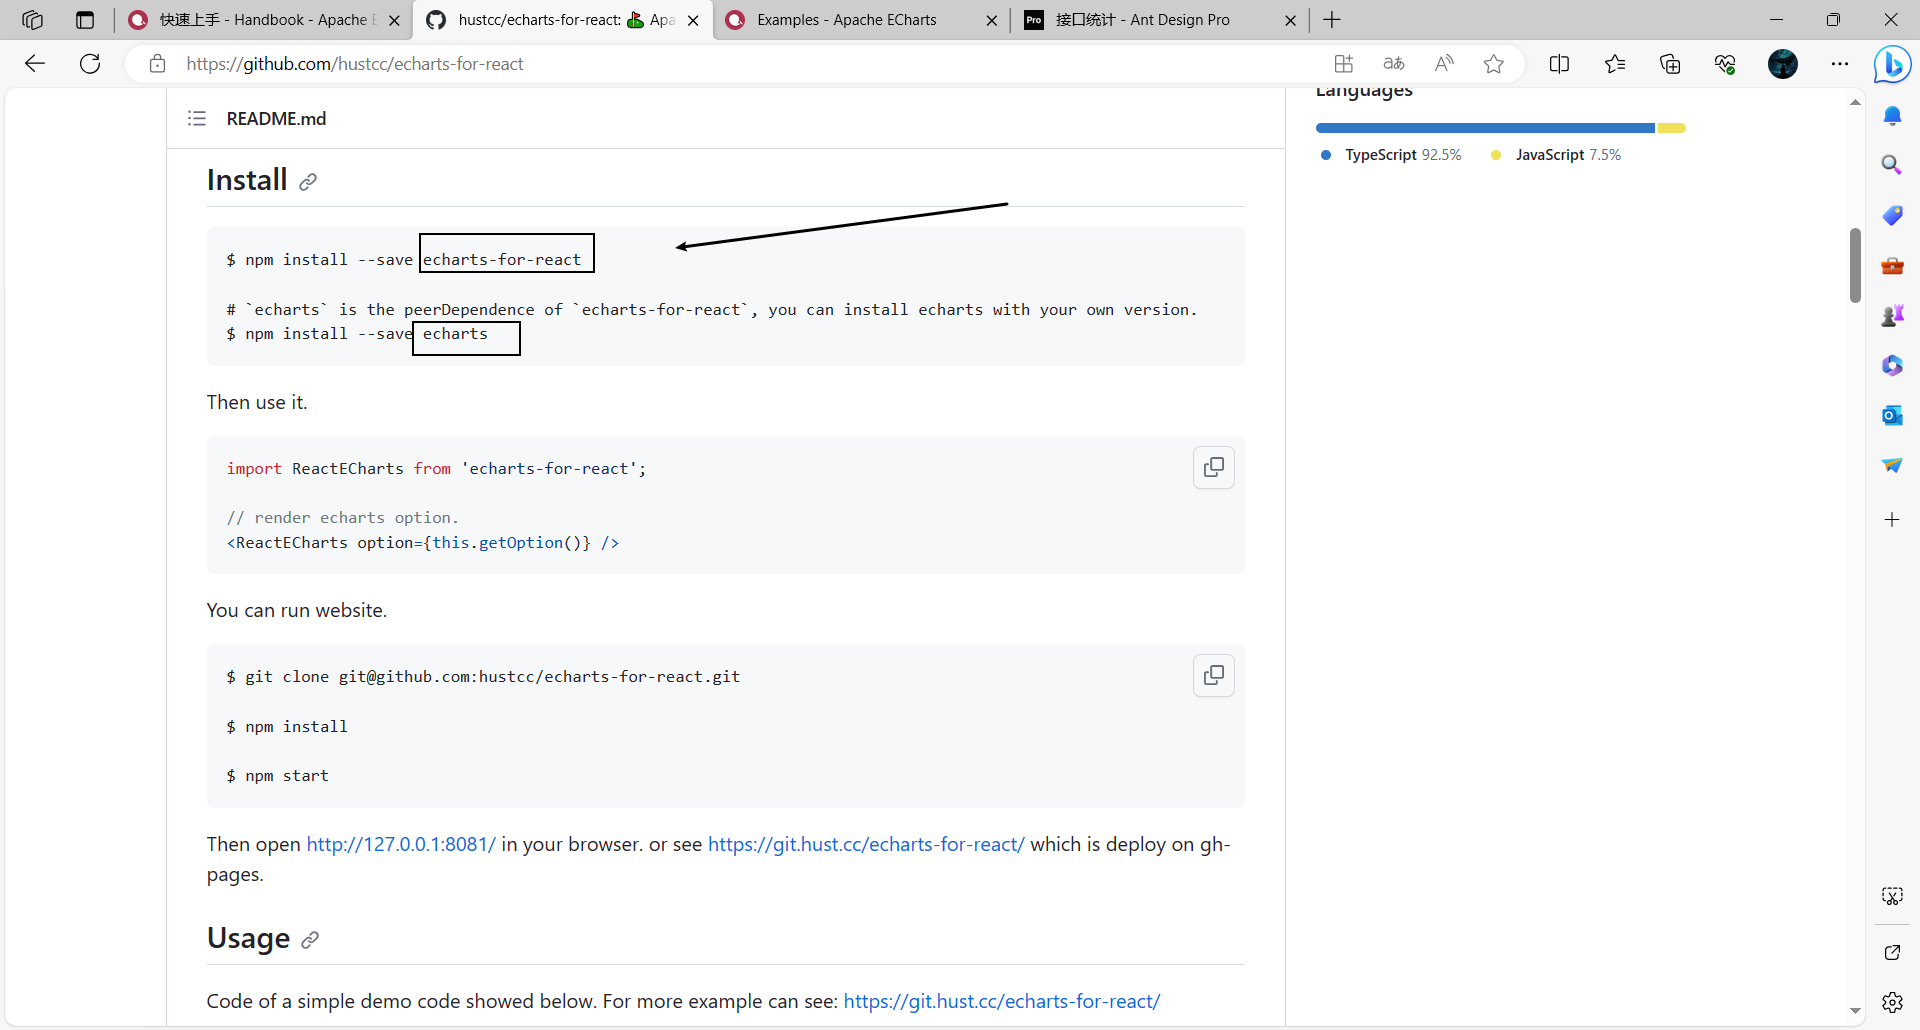 快速上手 - Handbook - Apache E
hustcc/echarts-for-react: Apa
Examples - Apache ECharts
Pro
接口统计 - Ant Design Pro
https://github.com/hustcc/echarts-for-react
README.md
Languages
TypeScript 92.5%
JavaScript 7.5%
Install
$ npm install --save echarts-for-react
# `echarts` is the peerDependence of `echarts-for-react`, you can install echarts with your own version.
$ npm install --save echarts
Then use it.
import ReactECharts from 'echarts-for-react';
// render echarts option.
<ReactECharts option={this.getOption()} />
You can run website.
$ git clone git@github.com:hustcc/echarts-for-react.git
$ npm install
$ npm start
Then open http://127.0.0.1:8081/ in your browser. or see https://git.hust.cc/echarts-for-react/ which is deploy on gh-
pages.
Usage
Code of a simple demo code showed below. For more example can see: https://git.hust.cc/echarts-for-react/